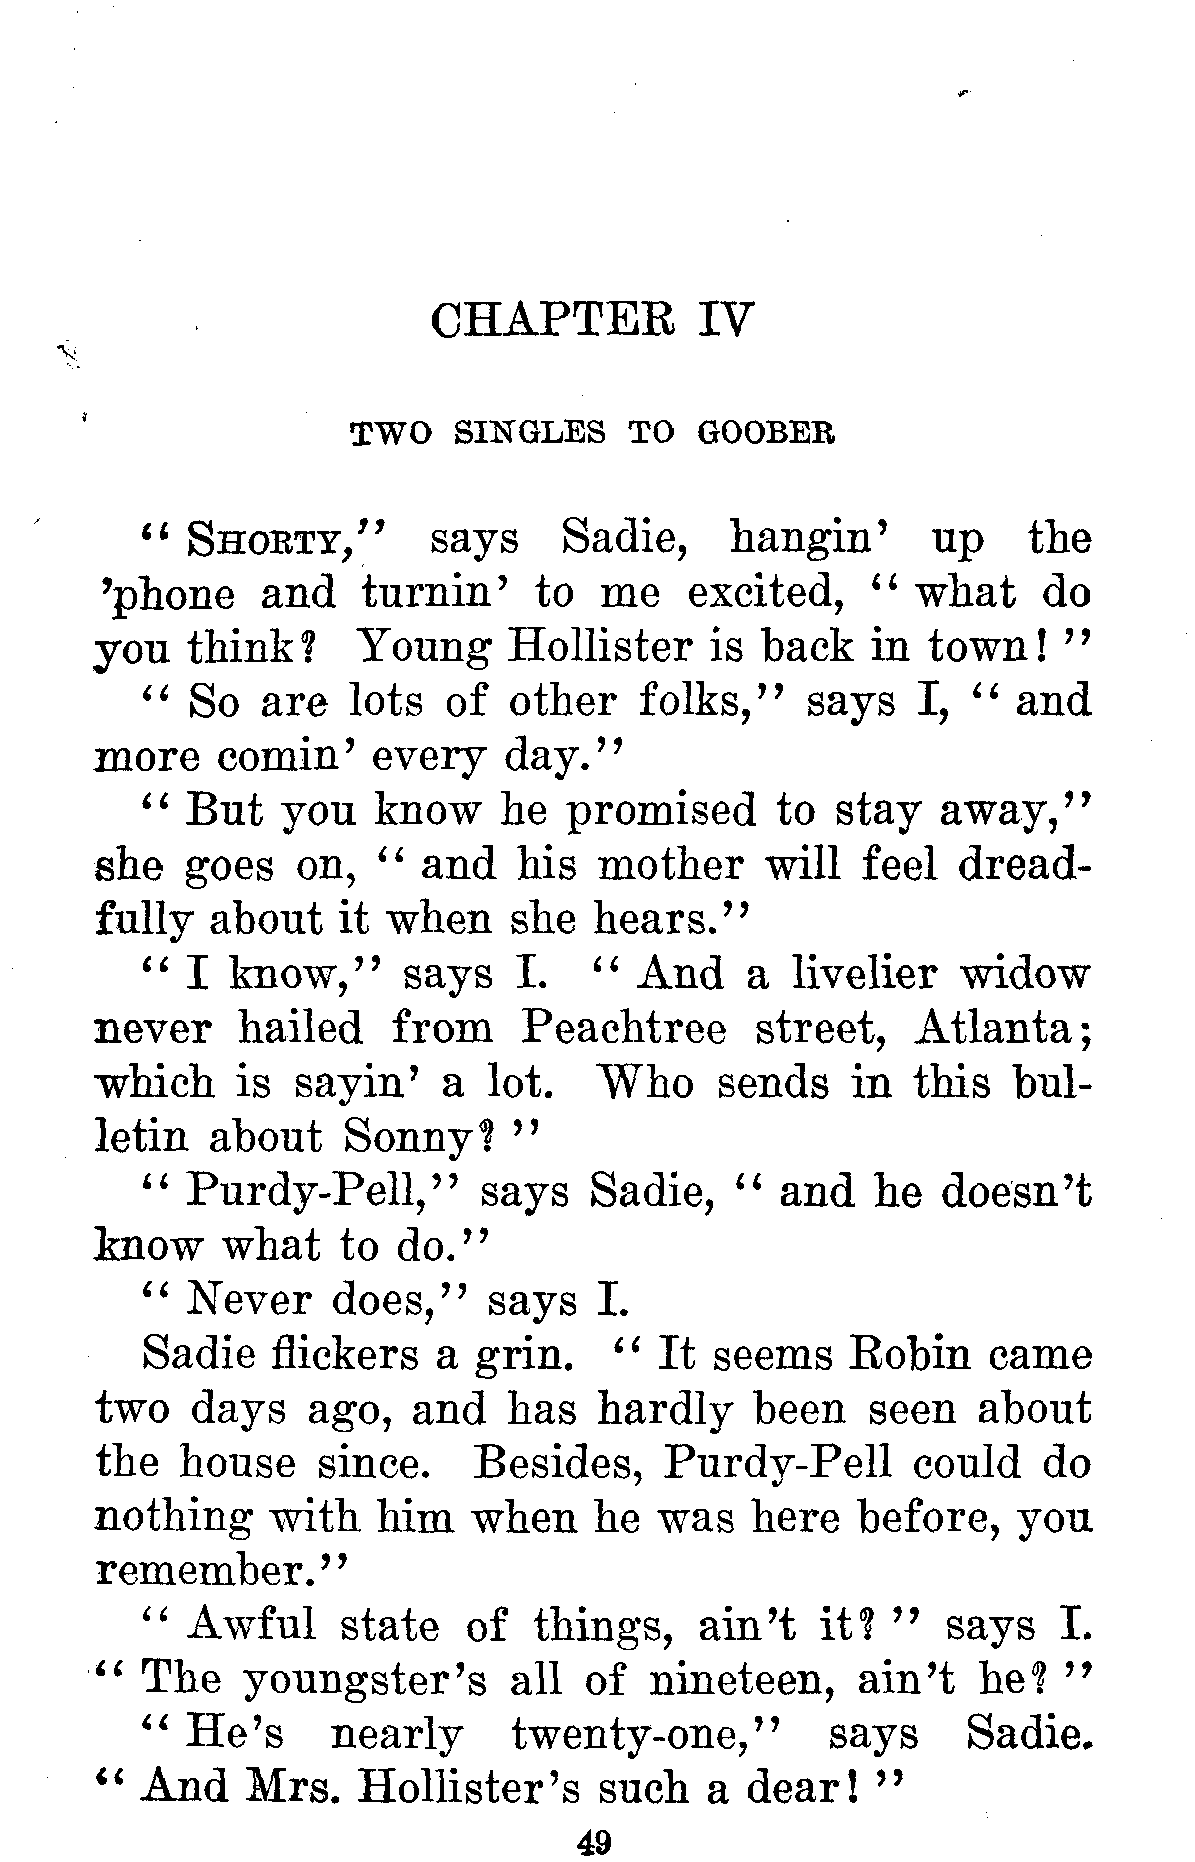 CHAPTER IV
TWO SINGLES TO GOOBER
“ SHORTY,” says Sadie, hangin’ up the
’phone and turnin’ to me excited, “ what do
you think? Young Hollister is back in town! ”
“ So are lots of other folks,” says I, “ and
more comin’ every day.”
“ But you know he promised to stay away,”
she goes on, “ and his mother will feel dread-
fully about it when she hears.”
“ I know,” says I. “ And a livelier widow
never hailed from Peachtree street, Atlanta;
which is sayin’ a lot. Who sends in this bul-
letin about Sonny? ”
“ Purdy-Pell,” says Sadie, “ and he doesn’t
know what to do.”
“ Never does,” says I.
Sadie flickers a grin. “ It seems Robin came
two days ago, and has hardly been seen about
the house since. Besides, Purdy-Pell could do
nothing with him when he was here before, you
remember.”
“ Awful state of things, ain’t it? ” says I.
“ The youngster’s all of nineteen, ain’t he? ”
“ He’s nearly twenty-one,” says Sadie.
“ And Mrs. Hollister’s such a dear! ”
49